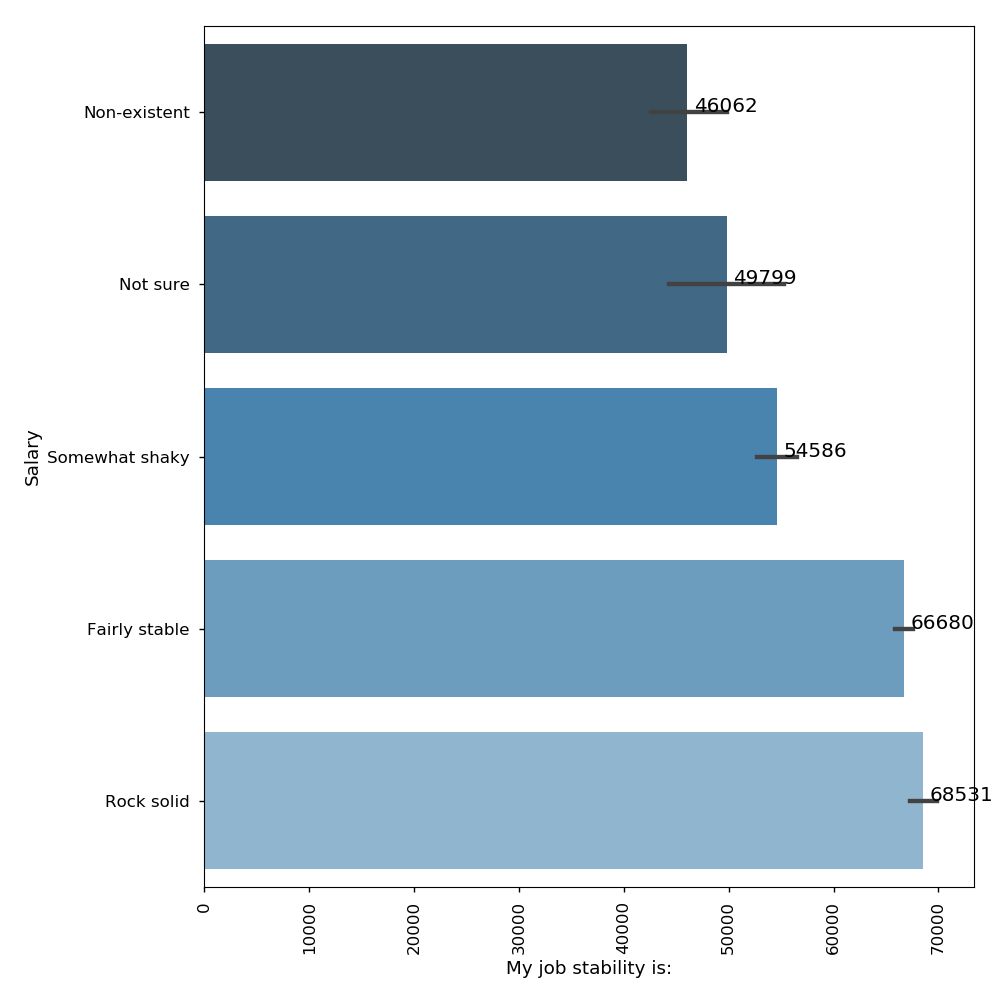 Non-existent
46062
Not sure
49799
Salary
Somewhat shaky
54586
Fairly stable
66680
Rock solid
68531
0
10000
20000
30000
40000
50000
60000
70000
My job stability is: